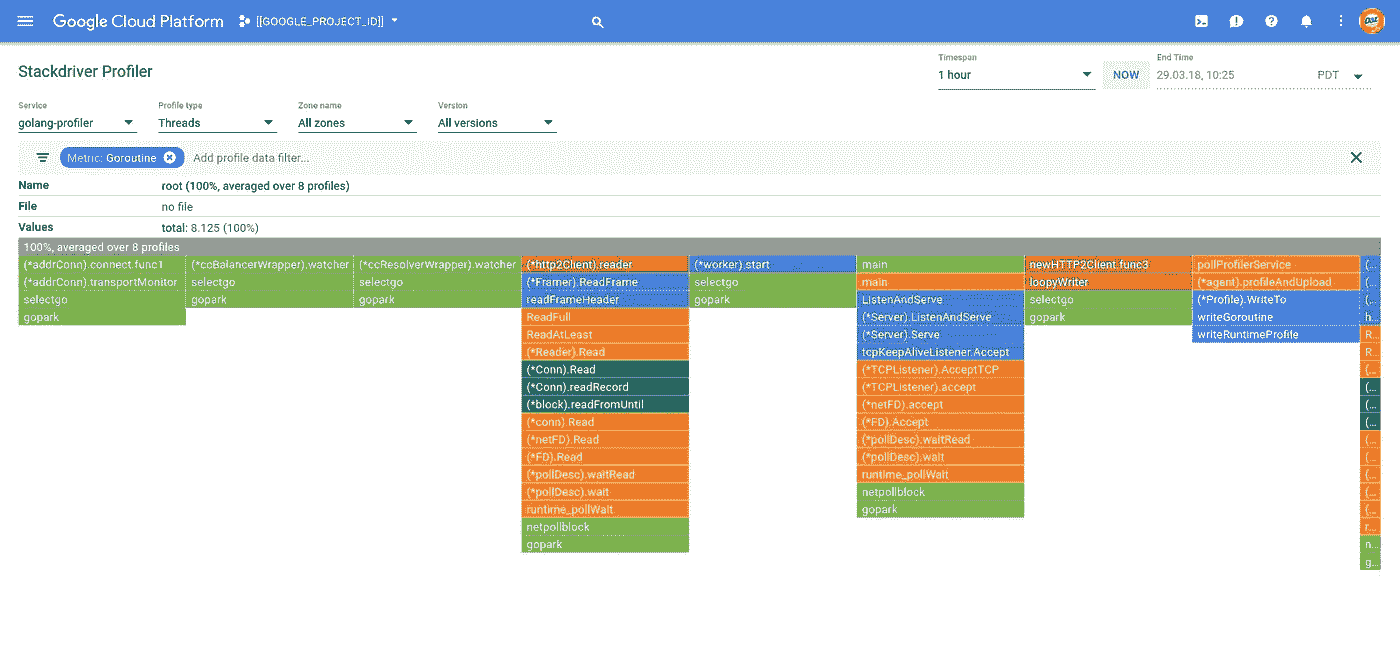 Google Cloud Platform [[GOOGLE_PROJECT_ID]]
Stackdriver Profiler
Timespan
1 hour
NOW
End Time
29.03.18, 10:25 PDT
Service
golang-profiler
Profile type
Threads
Zone name
All zones
Version
All versions
Metric: Goroutine
Add profile data filter...
Name root (100%, averaged over 8 profiles)
File no file
Values total: 8.125 (100%)
100%, averaged over 8 profiles
(*addrConn).connect.func1
(*addrConn).transportMonitor
selectgo
gopark
(*ccBalancerWrapper).watcher
selectgo
gopark
(*ccResolverWrapper).watcher
selectgo
gopark
(*http2Client).reader
(*Framer).ReadFrame
readFrameHeader
ReadFull
ReadAtLeast
(*Reader).Read
(*Conn).Read
(*Conn).readRecord
(*block).readFromUntil
(*conn).Read
(*netFD).Read
(*FD).Read
(*pollDesc).waitRead
(*pollDesc).wait
runtime_pollWait
netpollblock
gopark
(*worker).start
selectgo
gopark
main
main
ListenAndServe
(*Server).ListenAndServe
(*Server).Serve
tcpKeepAliveListener.Accept
(*TCPListener).AcceptTCP
(*TCPListener).accept
(*netFD).accept
(*FD).Accept
(*pollDesc).waitRead
(*pollDesc).wait
runtime_pollWait
netpollblock
gopark
newHTTP2Client.func3
loopyWriter
selectgo
gopark
pollProfilerService
(*agent).profileAndUpload
(*Profile).WriteTo
writeGoroutine
writeRuntimeProfile
(...
(...
(...
h...
R...
R...
(...
(...
(...
(...
(...
(...
(...
(...
(...
r...
n...
g...